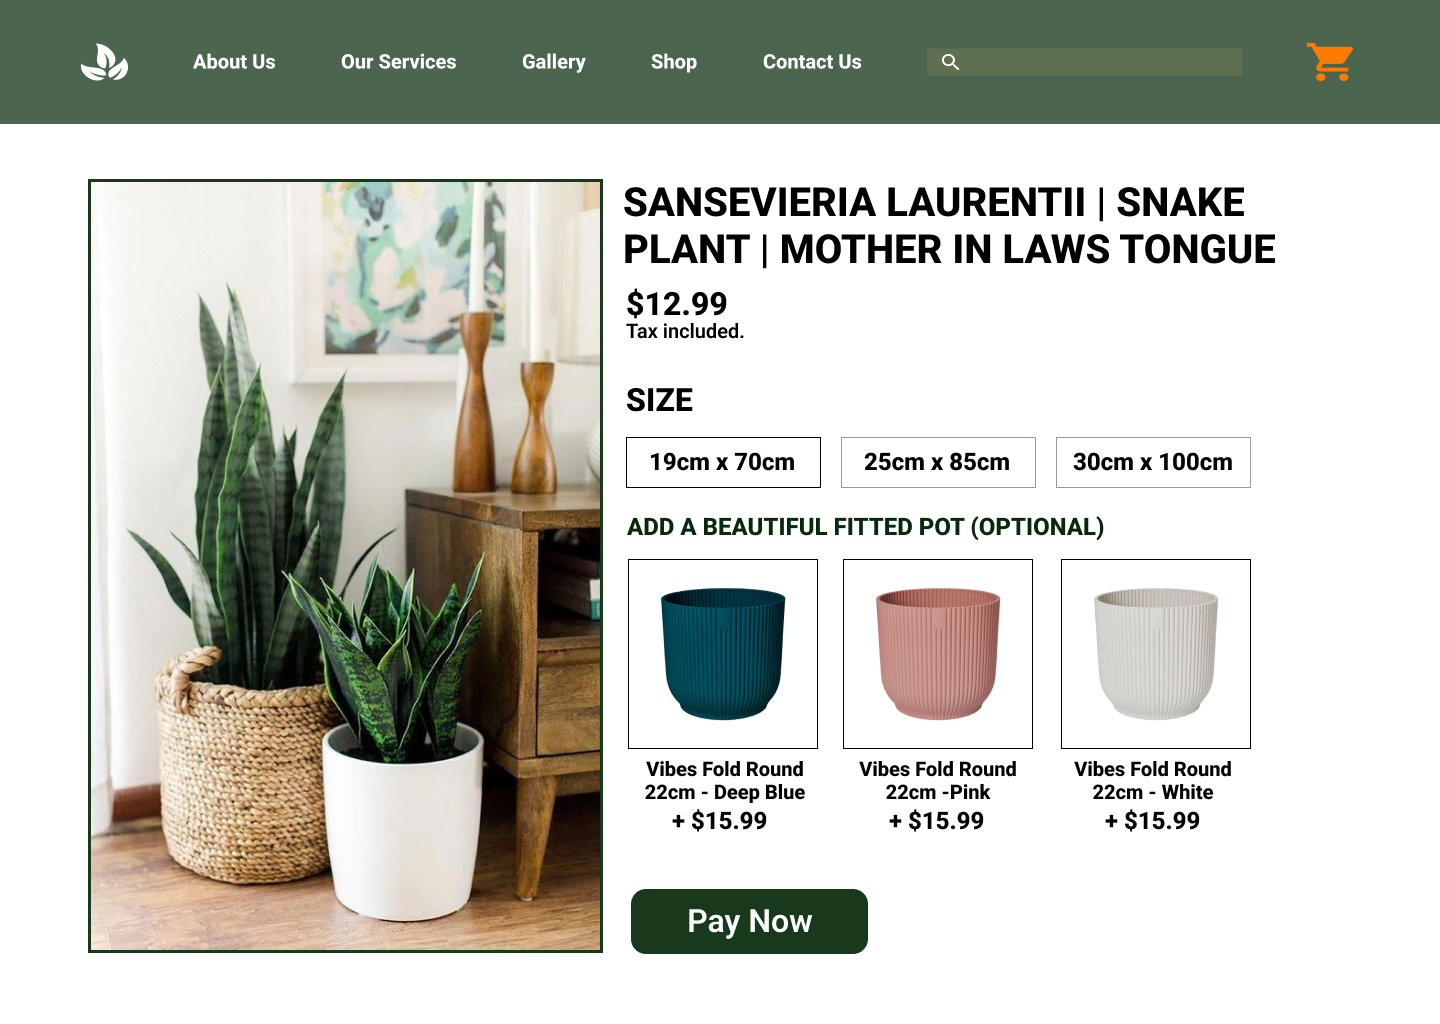 About Us
Our Services
Gallery
Shop
Contact Us
SANSEVIERIA LAURENTII | SNAKE
PLANT | MOTHER IN LAWS TONGUE
$12.99
Tax included.
SIZE
19cm x 70cm
25cm x 85cm
30cm x 100cm
ADD A BEAUTIFUL FITTED POT (OPTIONAL)
Vibes Fold Round
22cm - Deep Blue
+ $15.99
Vibes Fold Round
22cm -Pink
+ $15.99
Vibes Fold Round
22cm - White
+ $15.99
Pay Now